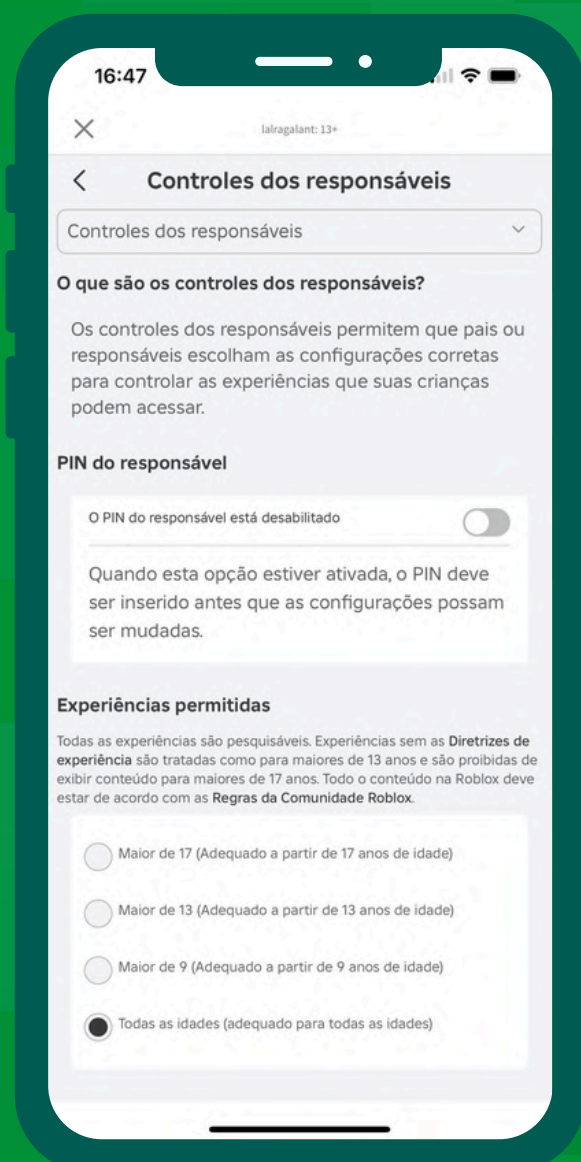 16:47
lalragalant: 13+
Controles dos responsáveis
Controles dos responsáveis
O que são os controles dos responsáveis?
Os controles dos responsáveis permitem que pais ou
responsáveis escolham as configurações corretas
para controlar as experiências que suas crianças
podem acessar.
PIN do responsável
O PIN do responsável está desabilitado
Quando esta opção estiver ativada, o PIN deve
ser inserido antes que as configurações possam
ser mudadas.
Experiências permitidas
Todas as experiências são pesquisáveis. Experiências sem as Diretrizes de
experiência são tratadas como para maiores de 13 anos e são proibidas de
exibir conteúdo para maiores de 17 anos. Todo o conteúdo na Roblox deve
estar de acordo com as Regras da Comunidade Roblox.
Maior de 17 (Adequado a partir de 17 anos de idade)
Maior de 13 (Adequado a partir de 13 anos de idade)
Maior de 9 (Adequado a partir de 9 anos de idade)
Todas as idades (adequado para todas as idades)